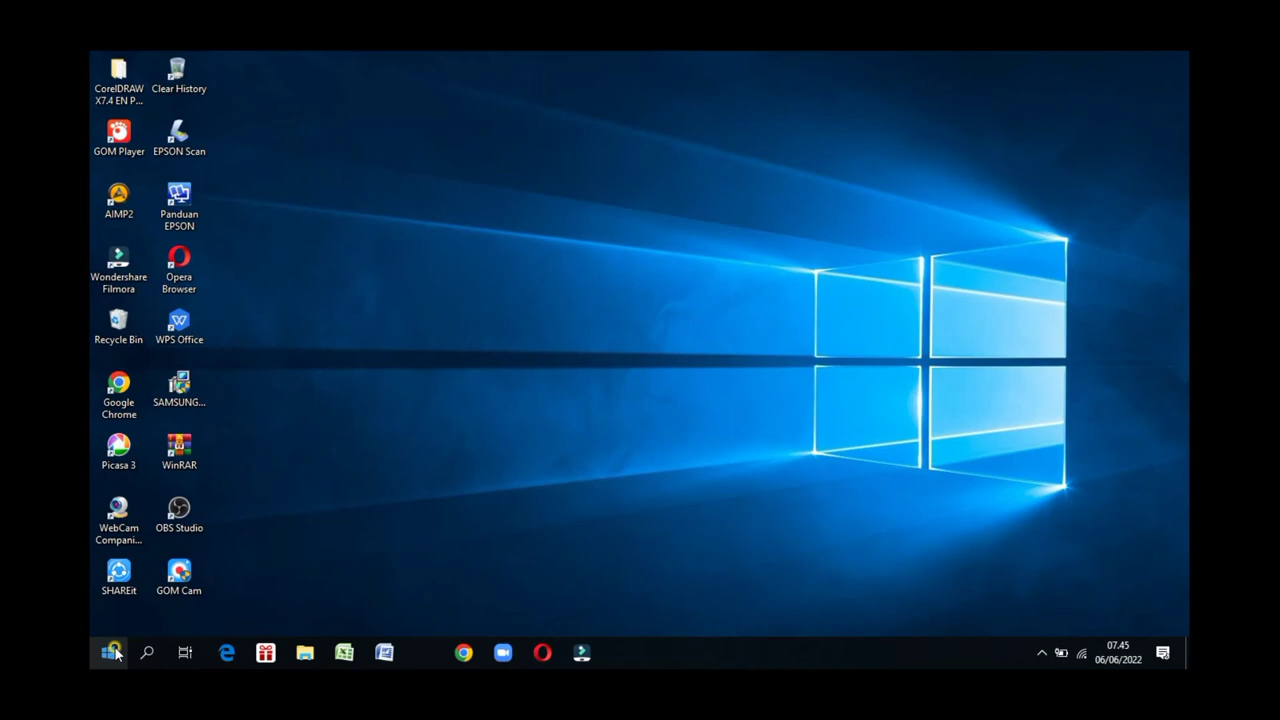 CorelDRAW
X7.4 EN P...
Clear History
GOM Player
EPSON Scan
AIMP2
Panduan
EPSON
Wondershare
Filmora
Opera
Browser
Recycle Bin
WPS Office
Google
Chrome
SAMSUNG...
Picasa 3
WinRAR
WebCam
Compani...
OBS Studio
SHAREit
GOM Cam
07.45
06/06/2022